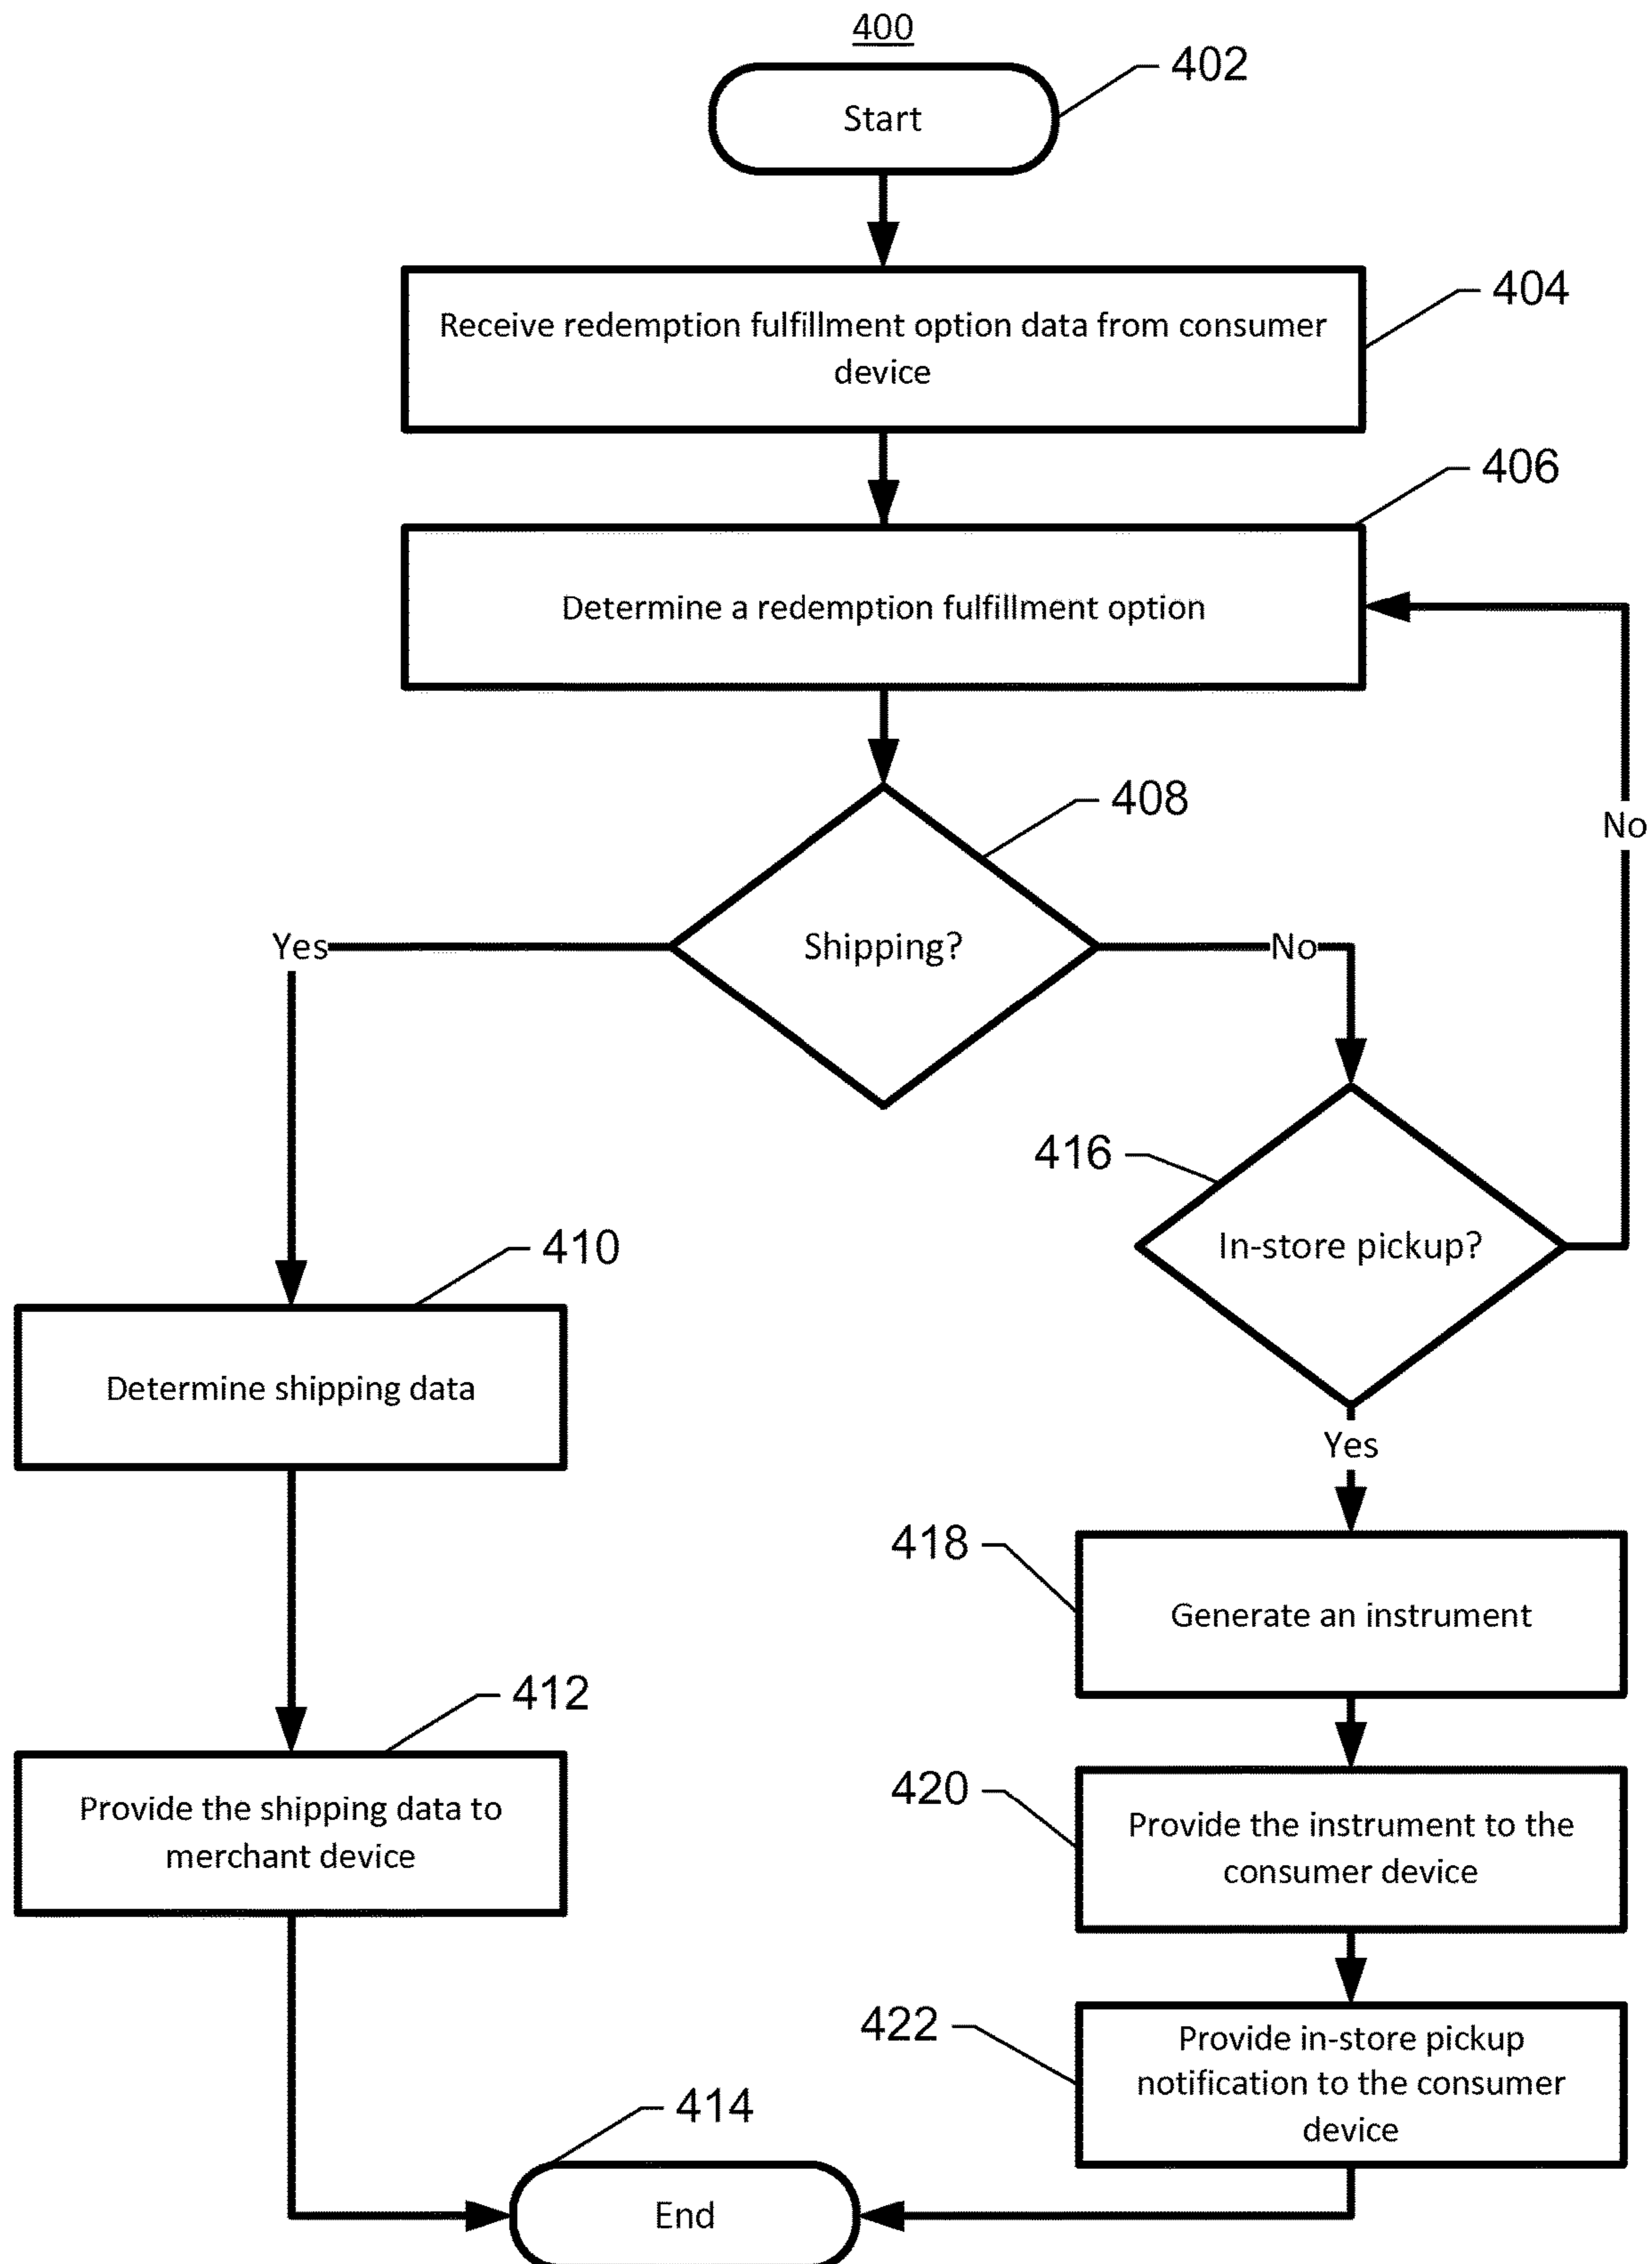 400
402
Start
404
Receive redemption fulfillment option data from consumer
device
406
Determine a redemption fulfillment option
408
No
Yes
Shipping?
No
416
In-store pickup?
410
Determine shipping data
Yes
418
Generate an instrument
412
Provide the shipping data to
merchant device
420
Provide the instrument to the
consumer device
422
Provide in-store pickup
notification to the consumer
device
414
End